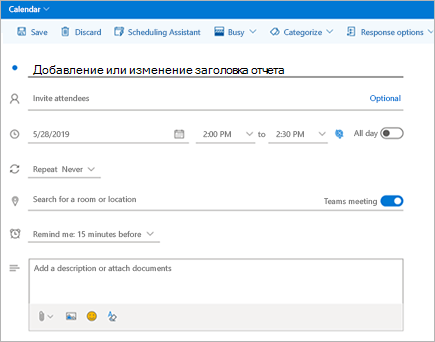 Calendar
Save Discard Scheduling Assistant Busy Categorize Response options
Добавление или изменение заголовка отчета
Invite attendees Optional
5/28/2019 2:00 PM to 2:30 PM All day
Repeat Never
Search for a room or location Teams meeting
Remind me: 15 minutes before
Add a description or attach documents